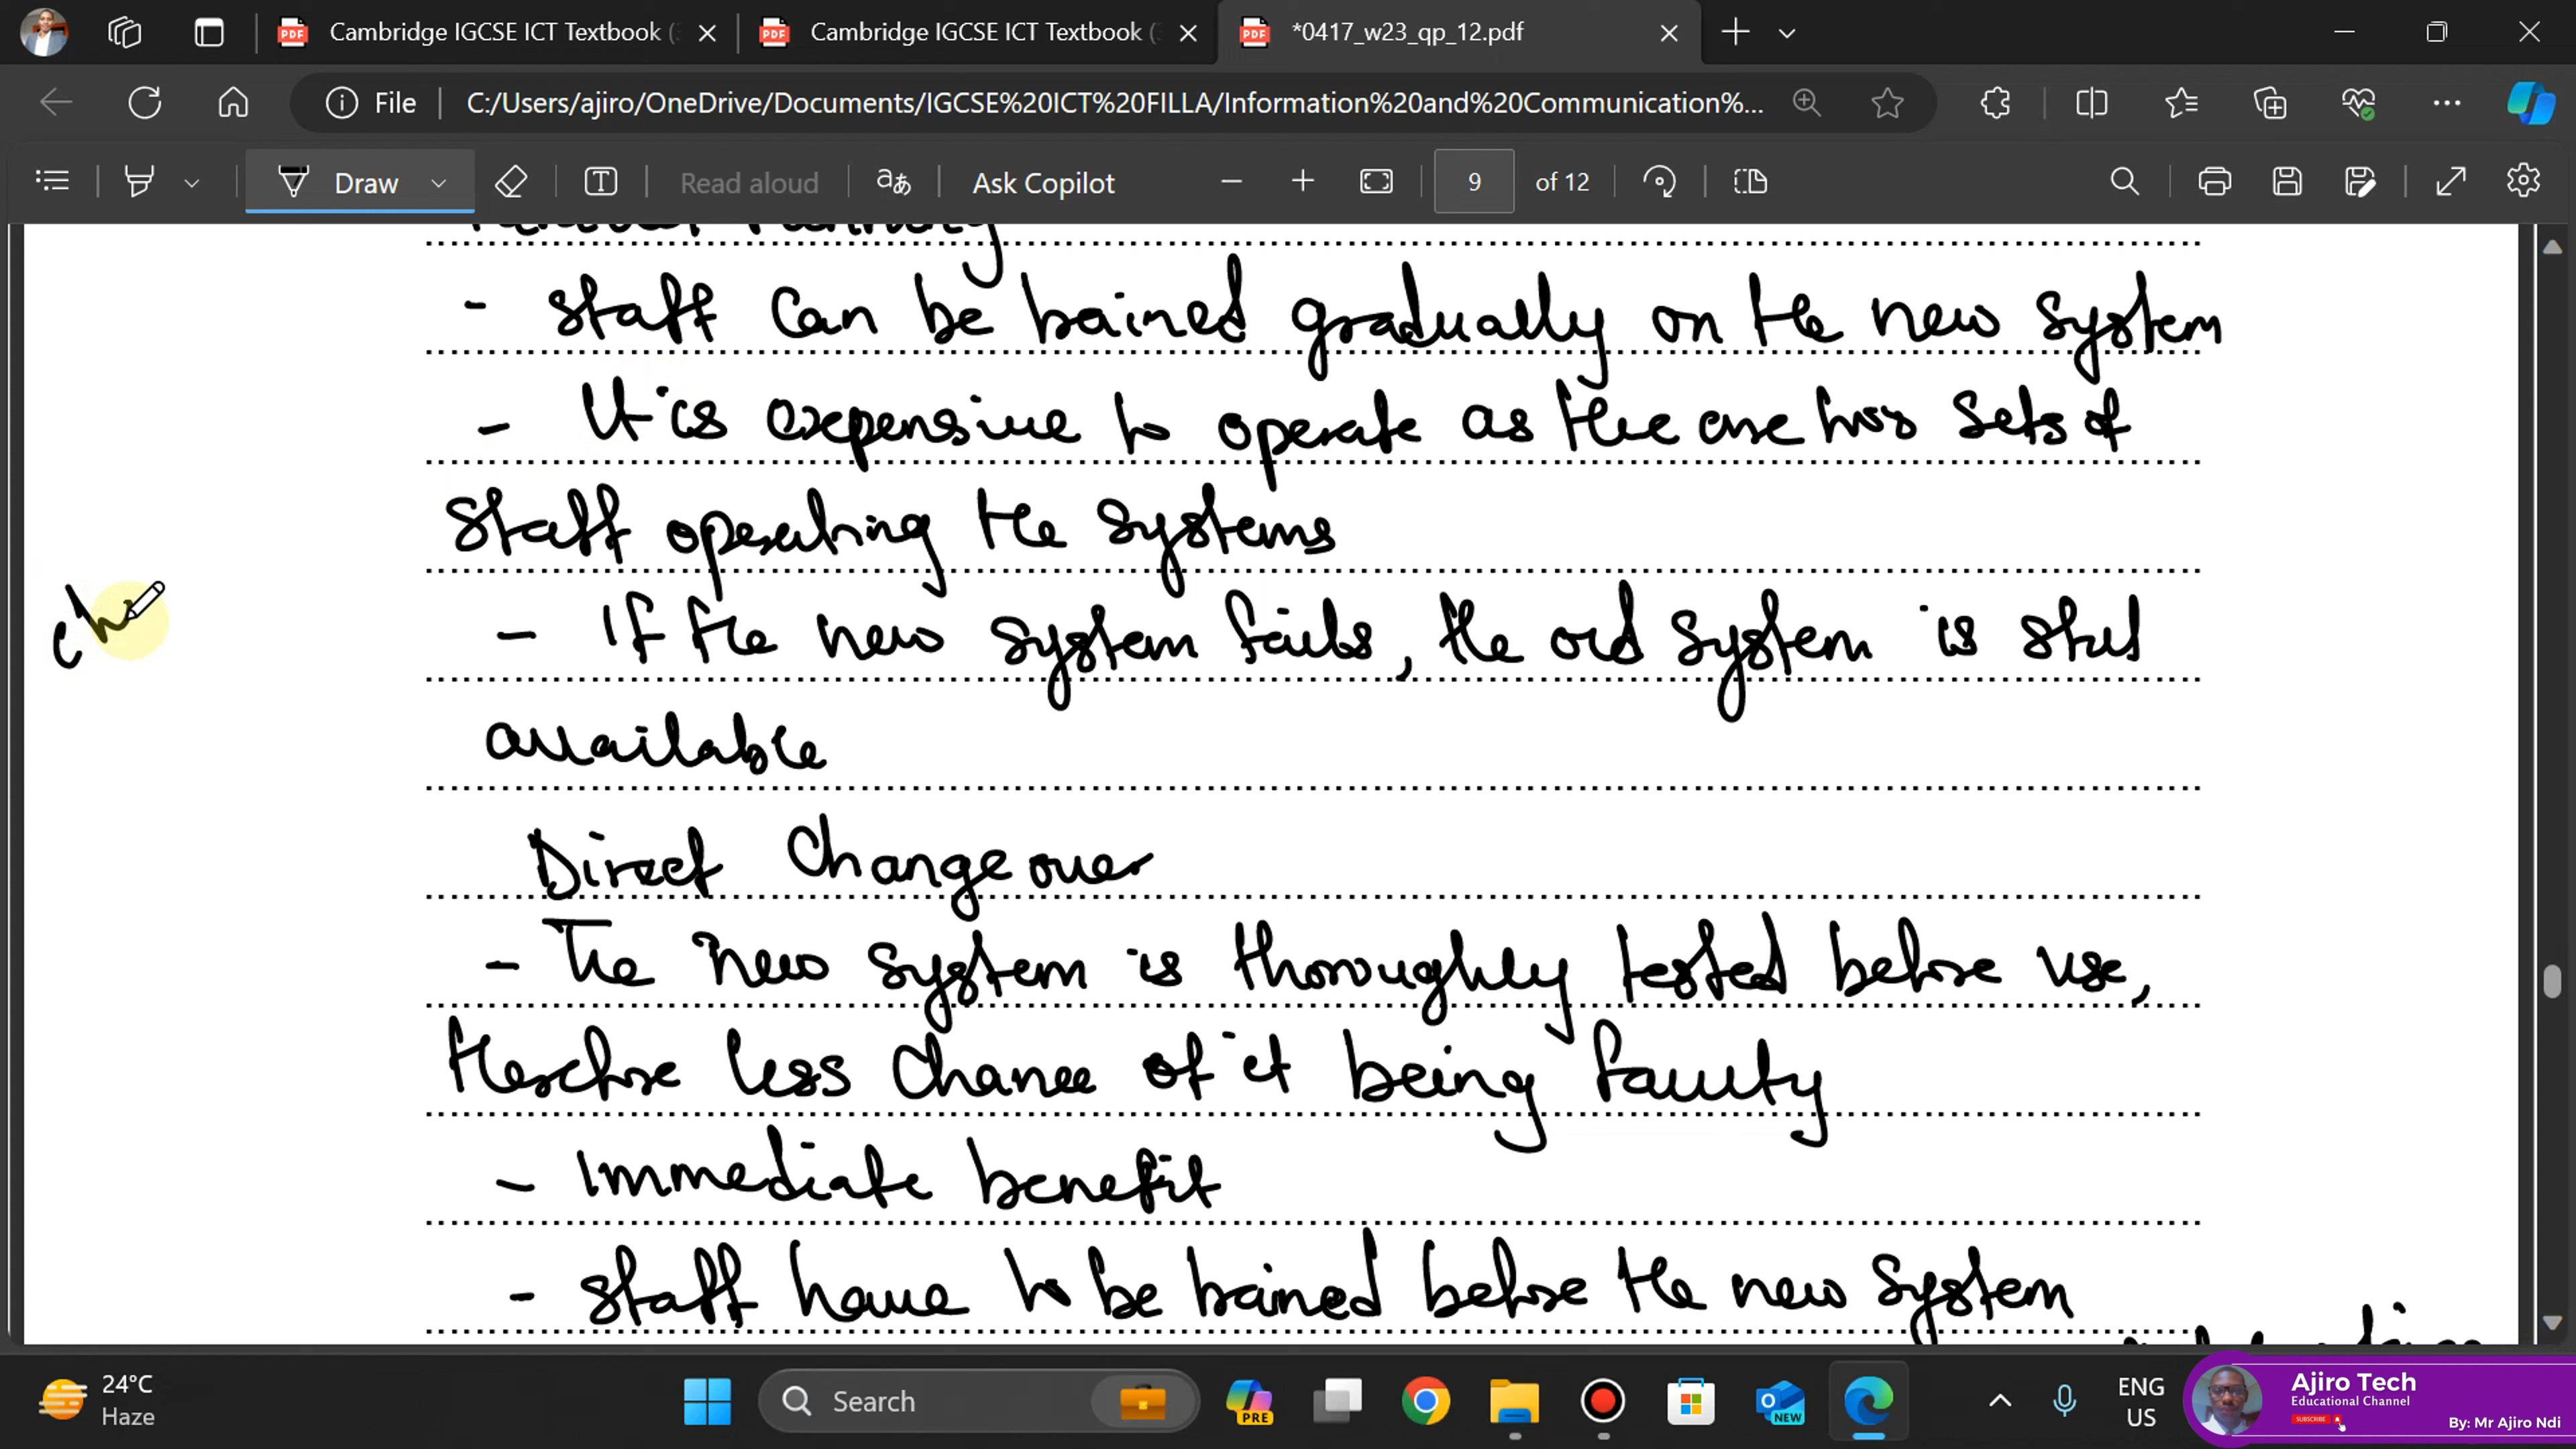 Cambridge IGCSE ICT Textbook (
Cambridge IGCSE ICT Textbook (
*0417_w23_qp_12.pdf
File
C:/Users/ajiro/OneDrive/Documents/IGCSE%20ICT%20FILLA/Information%20and%20Communication%...
Draw
Read aloud
Ask Copilot
9
of 12
- Staff can be trained gradually on the new system
- It is expensive to operate as the are two sets of
staff operating the systems
- If the new system fails, the old system is still
available
Direct Changeover
- The new system is thoroughly tested before use,
therefore less chance of it being faulty
- Immediate benefit
- Staff have to be trained before the new system
24°C
Haze
Search
PRE
NEW
ENG
US
Ajiro Tech
Educational Channel
SUBSCRIBE
By: Mr Ajiro Ndi